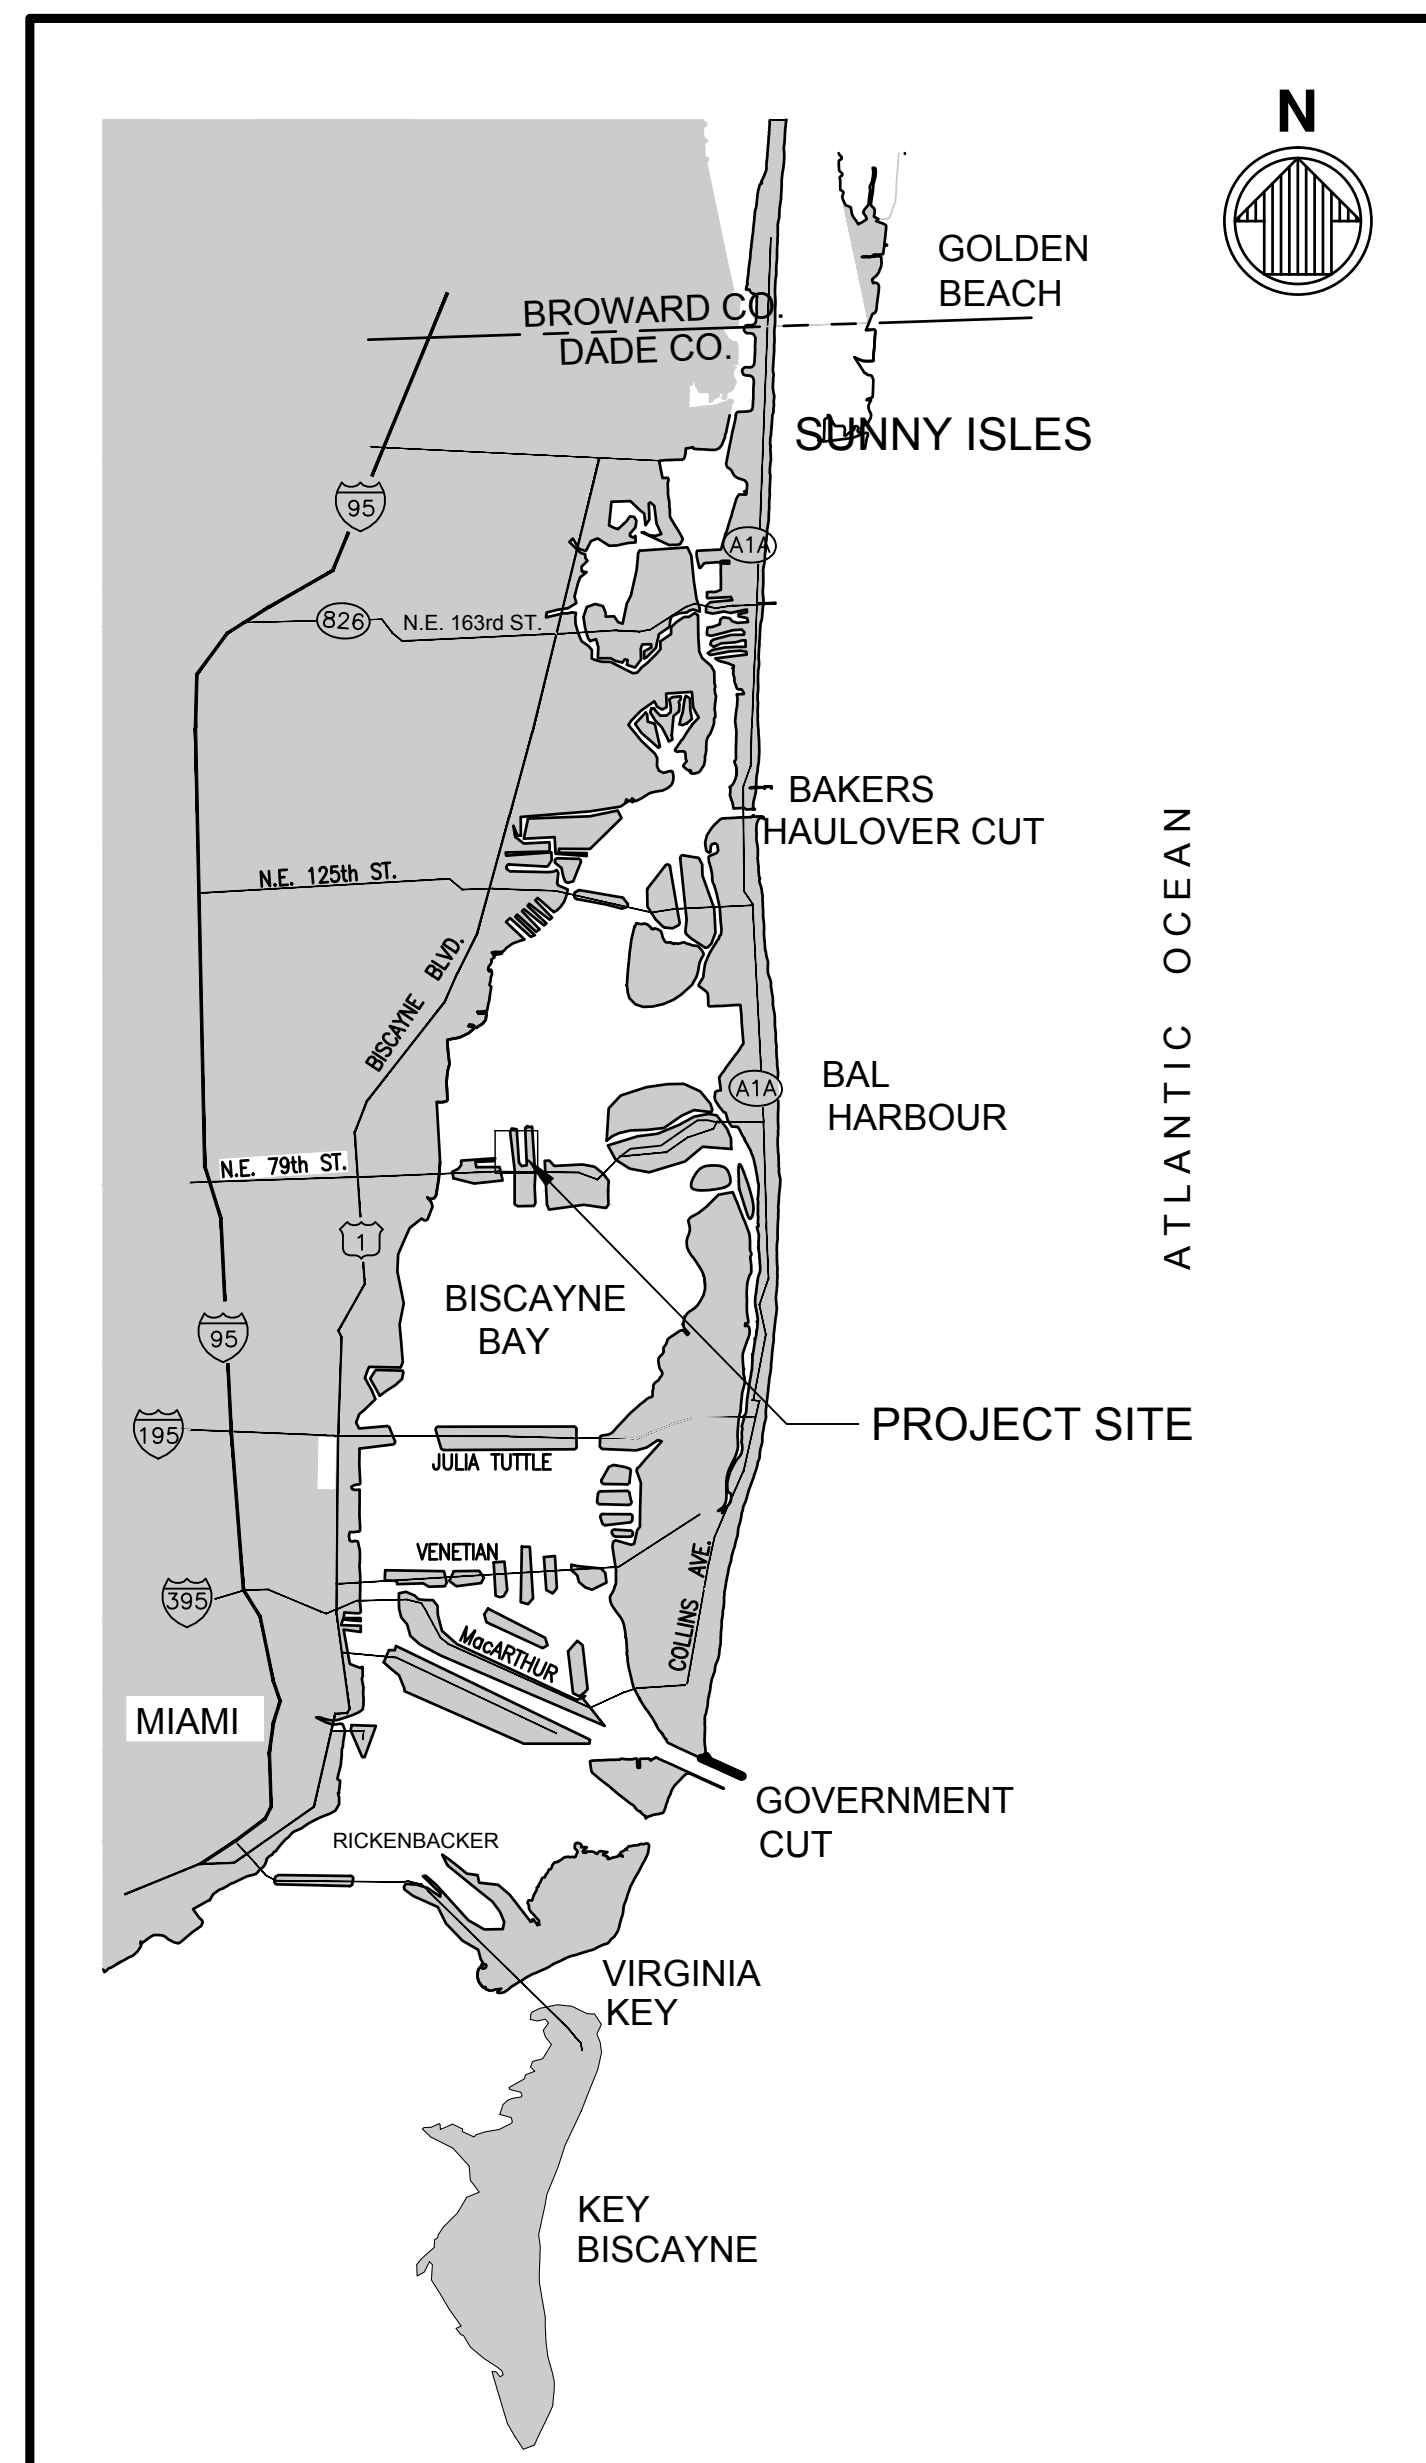 N
GOLDEN
BEACH
BROWARD CO.
DADE CO.
SUNNY ISLES
95
A1A
826
N.E. 163rd ST.
BAKERS
HAULOVER CUT
ATLANTIC OCEAN
N.E. 125th ST.
BISCAYNE BLVD.
BAL
HARBOUR
A1A
N.E. 79th ST.
1
BISCAYNE
BAY
95
PROJECT SITE
195
JULIA TUTTLE
VENETIAN
COLLINS AVE.
395
MacARTHUR
MIAMI
GOVERNMENT
CUT
RICKENBACKER
VIRGINIA
KEY
KEY
BISCAYNE